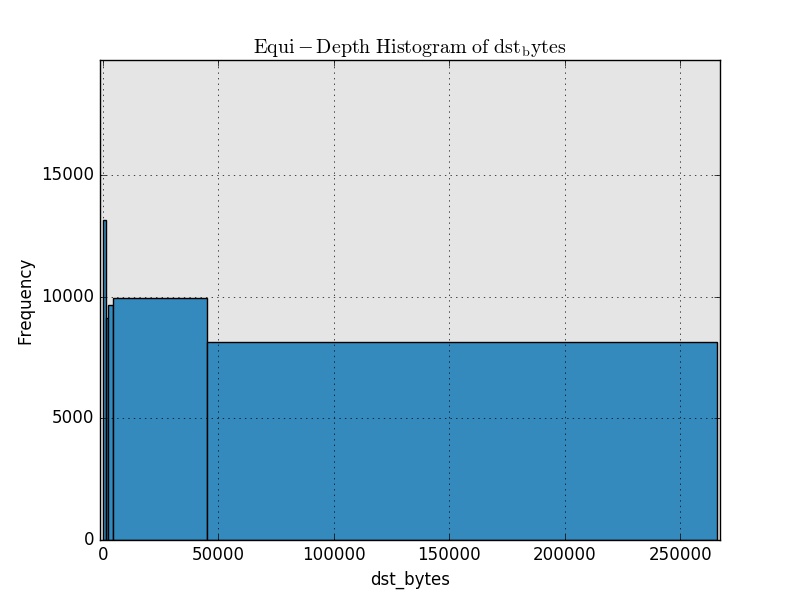 Equi − Depth Histogram of dst_bytes
15000
10000
5000
0
Frequency
0 50000 100000 150000 200000 250000
dst_bytes